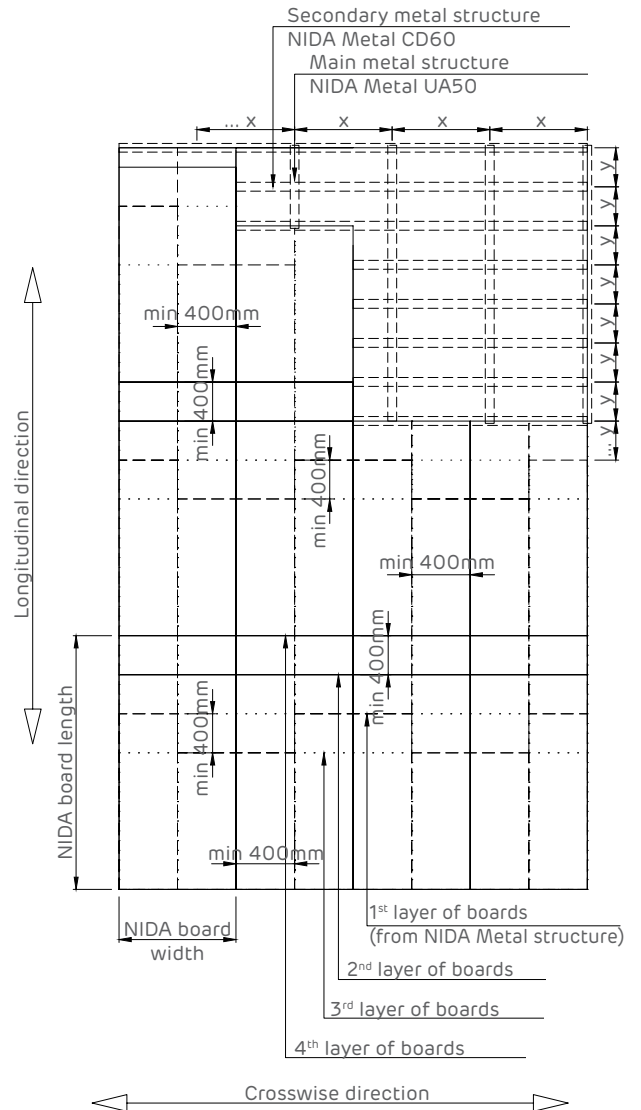 Secondary metal structure
NIDA Metal CD60
Main metal structure
NIDA Metal UA50
... x
x
x
x
y
y
y
y
y
y
y
... y
min 400mm
min 400mm
min 400mm
min 400mm
min 400mm
min 400mm
min 400mm
Longitudinal direction
NIDA board length
NIDA board
width
1st layer of boards
(from NIDA Metal structure)
2nd layer of boards
3rd layer of boards
4th layer of boards
Crosswise direction